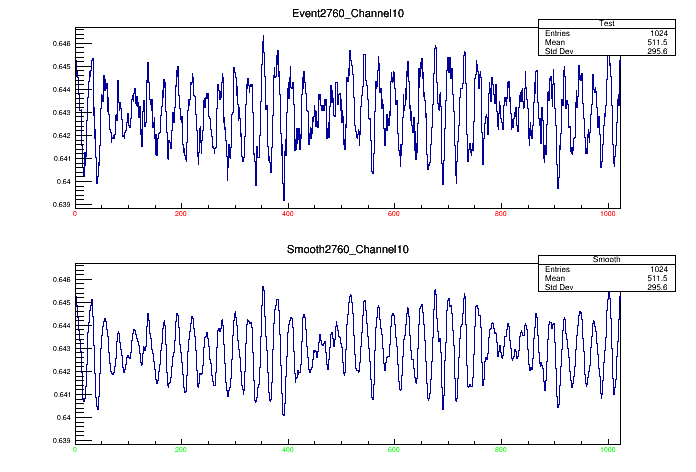 Event2760_Channel10
Test
Entries 1024
Mean 511.5
Std Dev 295.6
0.646
0.645
0.644
0.643
0.642
0.641
0.64
0.639
0 200 400 600 800 1000
Smooth2760_Channel10
Smooth
Entries 1024
Mean 511.5
Std Dev 295.6
0.646
0.645
0.644
0.643
0.642
0.641
0.64
0.639
0 200 400 600 800 1000